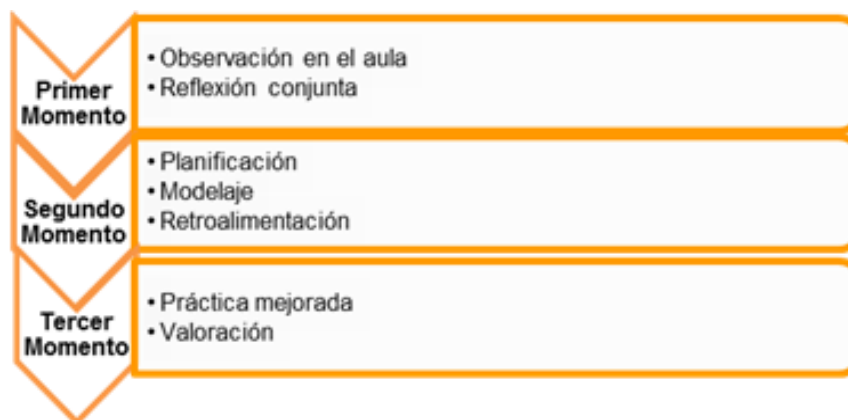 Primer
Momento
• Observación en el aula
• Reflexión conjunta
Segundo
Momento
• Planificación
• Modelaje
• Retroalimentación
Tercer
Momento
• Práctica mejorada
• Valoración